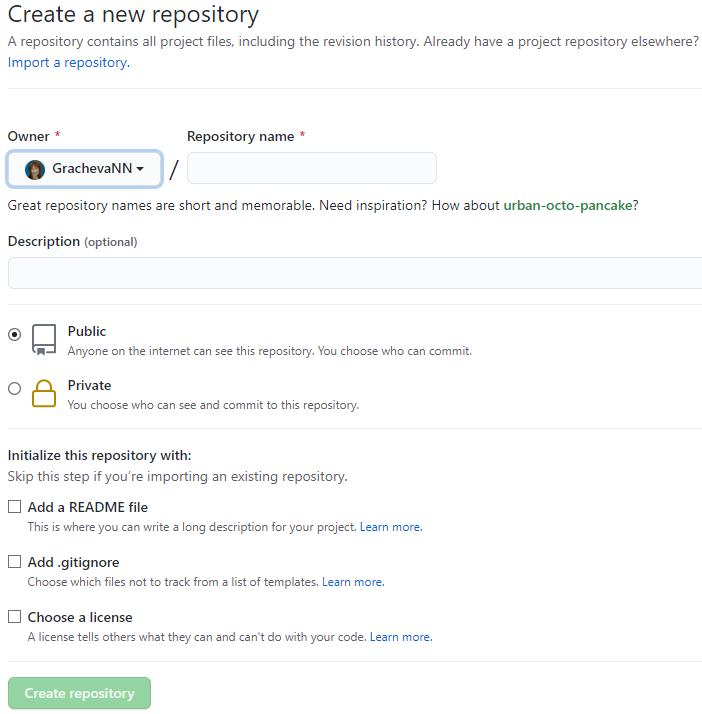 Create a new repository
A repository contains all project files, including the revision history. Already have a project repository elsewhere?
Import a repository.
Owner * Repository name *
GrachevaNN /
Great repository names are short and memorable. Need inspiration? How about urban-octo-pancake?
Description (optional)
Public
Anyone on the internet can see this repository. You choose who can commit.
Private
You choose who can see and commit to this repository.
Initialize this repository with:
Skip this step if you're importing an existing repository.
Add a README file
This is where you can write a long description for your project. Learn more.
Add .gitignore
Choose which files not to track from a list of templates. Learn more.
Choose a license
A license tells others what they can and can't do with your code. Learn more.
Create repository